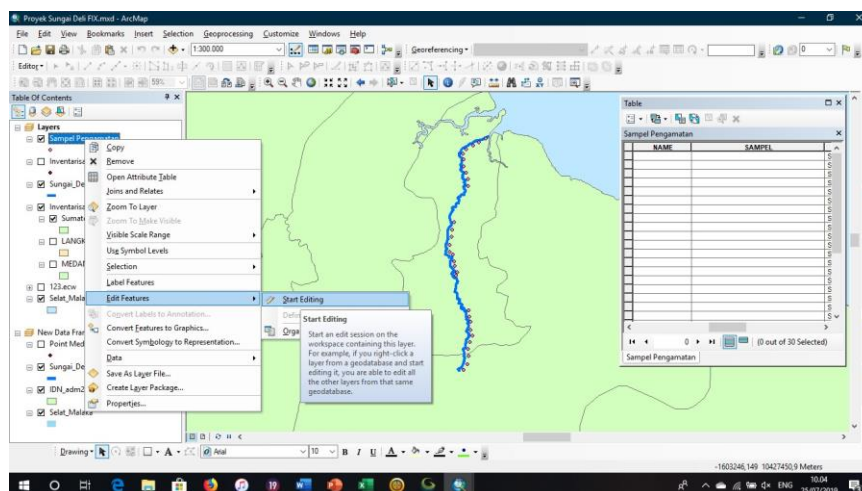 Proyek Sungai Deli FIX.mxd - ArcMap
File Edit View Bookmarks Insert Selection Geoprocessing Customize Windows Help
1:300.000
Georeferencing
Editor
59%
Table Of Contents
Layers
Sampel Pengamatan
Inventarisa
Sungai_De
Inventarisa
Sumat
LANGK
MEDAN
123.ecw
Selat_Mala
New Data Fran
Point Med
Sungai_De
IDN_adm2
Selat_Malaka
Copy
Remove
Open Attribute Table
Joins and Relates
Zoom To Layer
Zoom To Make Visible
Visible Scale Range
Use Symbol Levels
Selection
Label Features
Edit Features
Convert Labels to Annotation...
Convert Features to Graphics...
Convert Symbology to Representation...
Data
Save As Layer File...
Create Layer Package...
Properties...
Start Editing
Defin
Orga
Start Editing
Start an edit session on the
workspace containing this layer.
For example, if you right-click a
layer from a geodatabase and start
editing it, you are able to edit all
the other layers from that same
geodatabase.
Table
Sampel Pengamatan
NAME SAMPEL
0
(0 out of 30 Selected)
Sampel Pengamatan
Drawing
Arial
10
B I U A
-1603246,149 10427450,9 Meters
ENG
10.04
25/07/2019